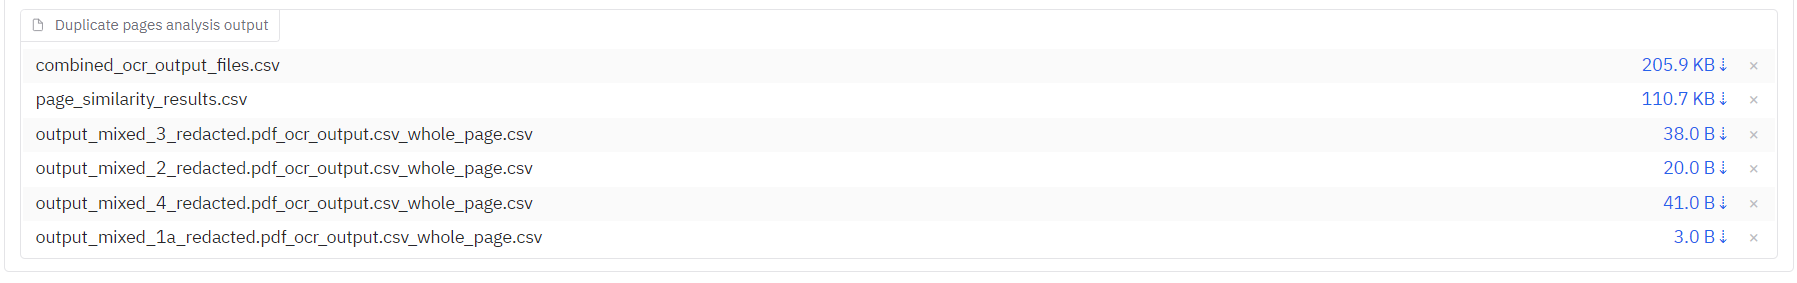 Duplicate pages analysis output
combined_ocr_output_files.csv 205.9 KB ⇣ ×
page_similarity_results.csv 110.7 KB ⇣ ×
output_mixed_3_redacted.pdf_ocr_output.csv_whole_page.csv 38.0 B ⇣ ×
output_mixed_2_redacted.pdf_ocr_output.csv_whole_page.csv 20.0 B ⇣ ×
output_mixed_4_redacted.pdf_ocr_output.csv_whole_page.csv 41.0 B ⇣ ×
output_mixed_1a_redacted.pdf_ocr_output.csv_whole_page.csv 3.0 B ⇣ ×